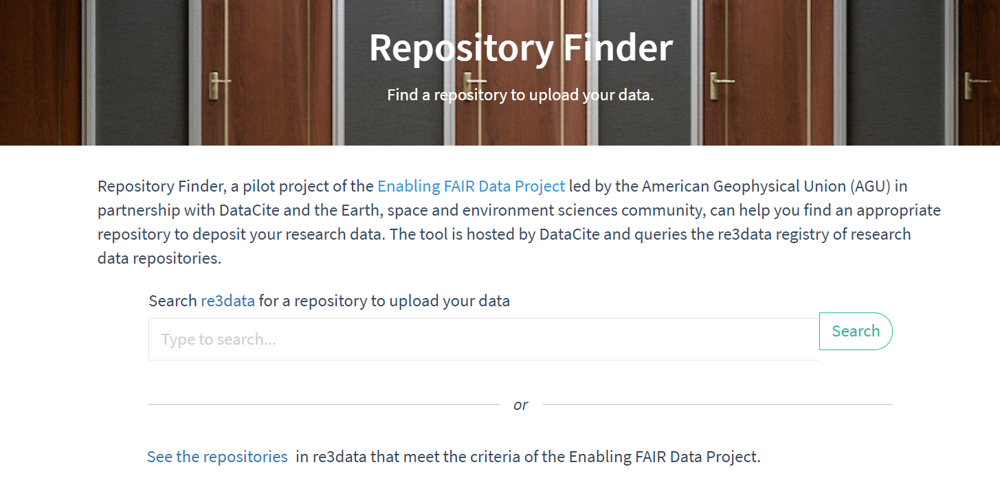 Repository Finder
Find a repository to upload your data.
Repository Finder, a pilot project of the Enabling FAIR Data Project led by the American Geophysical Union (AGU) in
partnership with DataCite and the Earth, space and environment sciences community, can help you find an appropriate
repository to deposit your research data. The tool is hosted by DataCite and queries the re3data registry of research
data repositories.
Search re3data for a repository to upload your data
Type to search...
Search
or
See the repositories in re3data that meet the criteria of the Enabling FAIR Data Project.